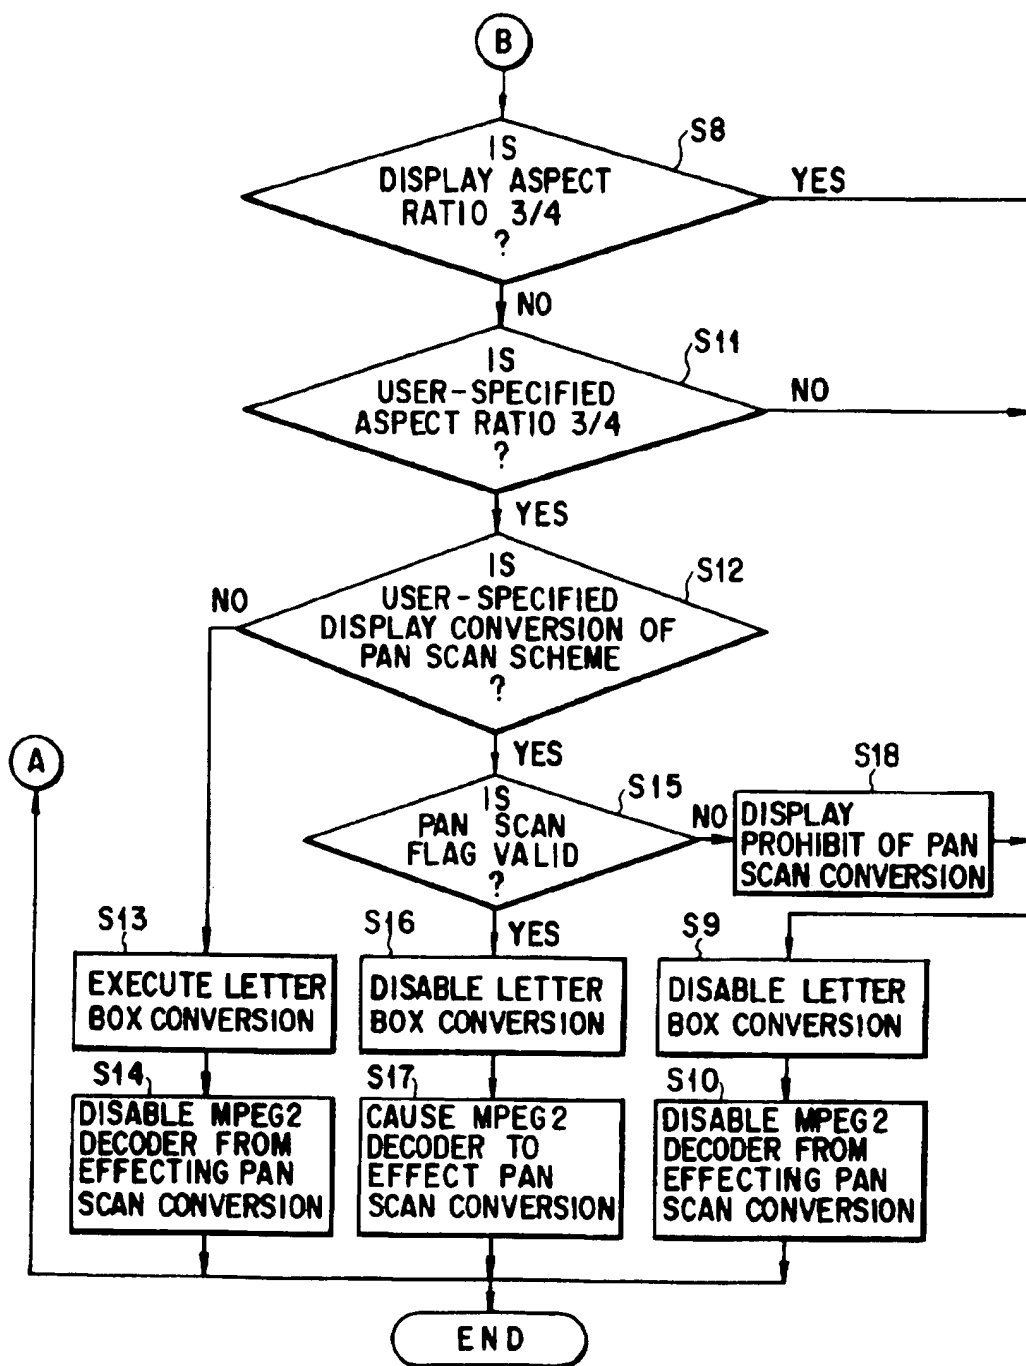 B
S8
IS
DISPLAY ASPECT
RATIO 3/4
?
YES
NO
S11
IS
USER-SPECIFIED
ASPECT RATIO 3/4
?
NO
YES
S12
IS
USER-SPECIFIED
DISPLAY CONVERSION OF
PAN SCAN SCHEME
?
NO
YES
A
S15
IS
PAN SCAN
FLAG VALID
?
NO
YES
S18
DISPLAY
PROHIBIT OF PAN
SCAN CONVERSION
S13
EXECUTE LETTER
BOX CONVERSION
S16
DISABLE LETTER
BOX CONVERSION
S9
DISABLE LETTER
BOX CONVERSION
S14
DISABLE MPEG2
DECODER FROM
EFFECTING PAN
SCAN CONVERSION
S17
CAUSE MPEG2
DECODER TO
EFFECT PAN
SCAN CONVERSION
S10
DISABLE MPEG2
DECODER FROM
EFFECTING PAN
SCAN CONVERSION
END